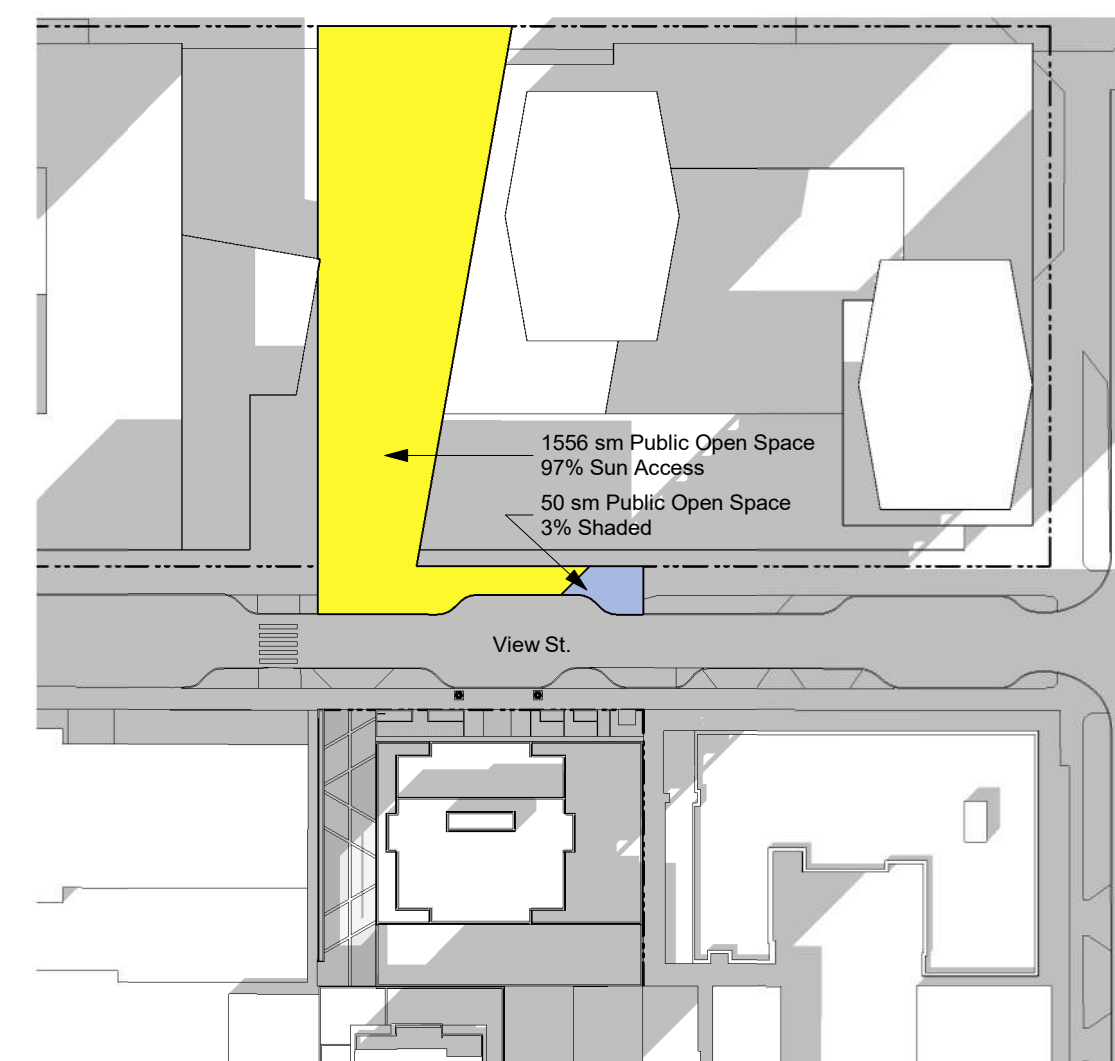 1556 sm Public Open Space
97% Sun Access
50 sm Public Open Space
3% Shaded
View St.